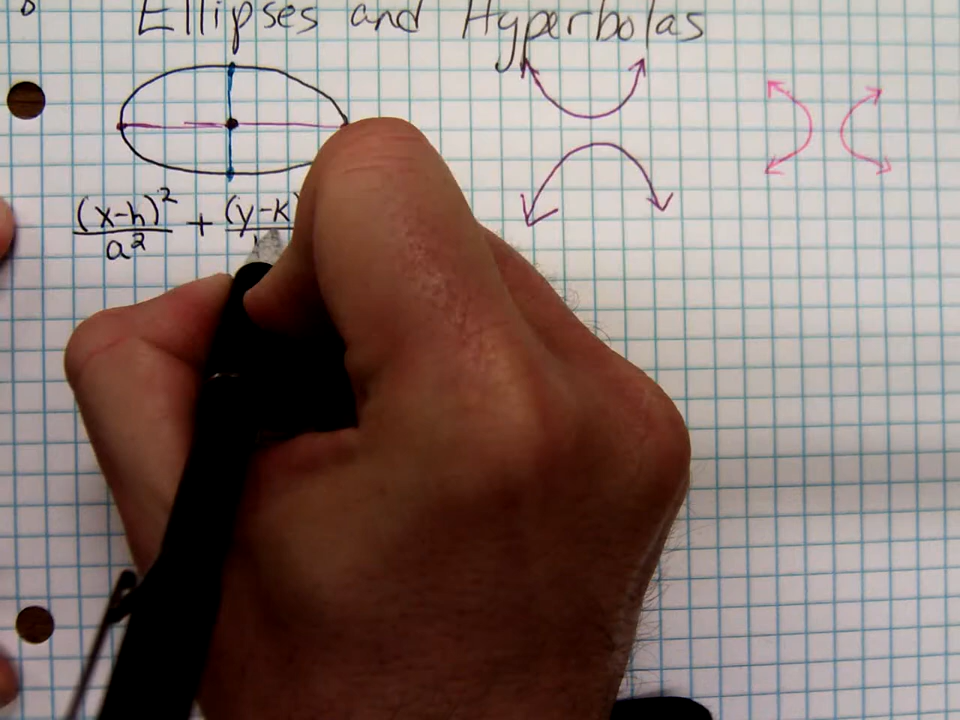 Ellipses and Hyperbolas
(x-h)² + (y-k)
a²